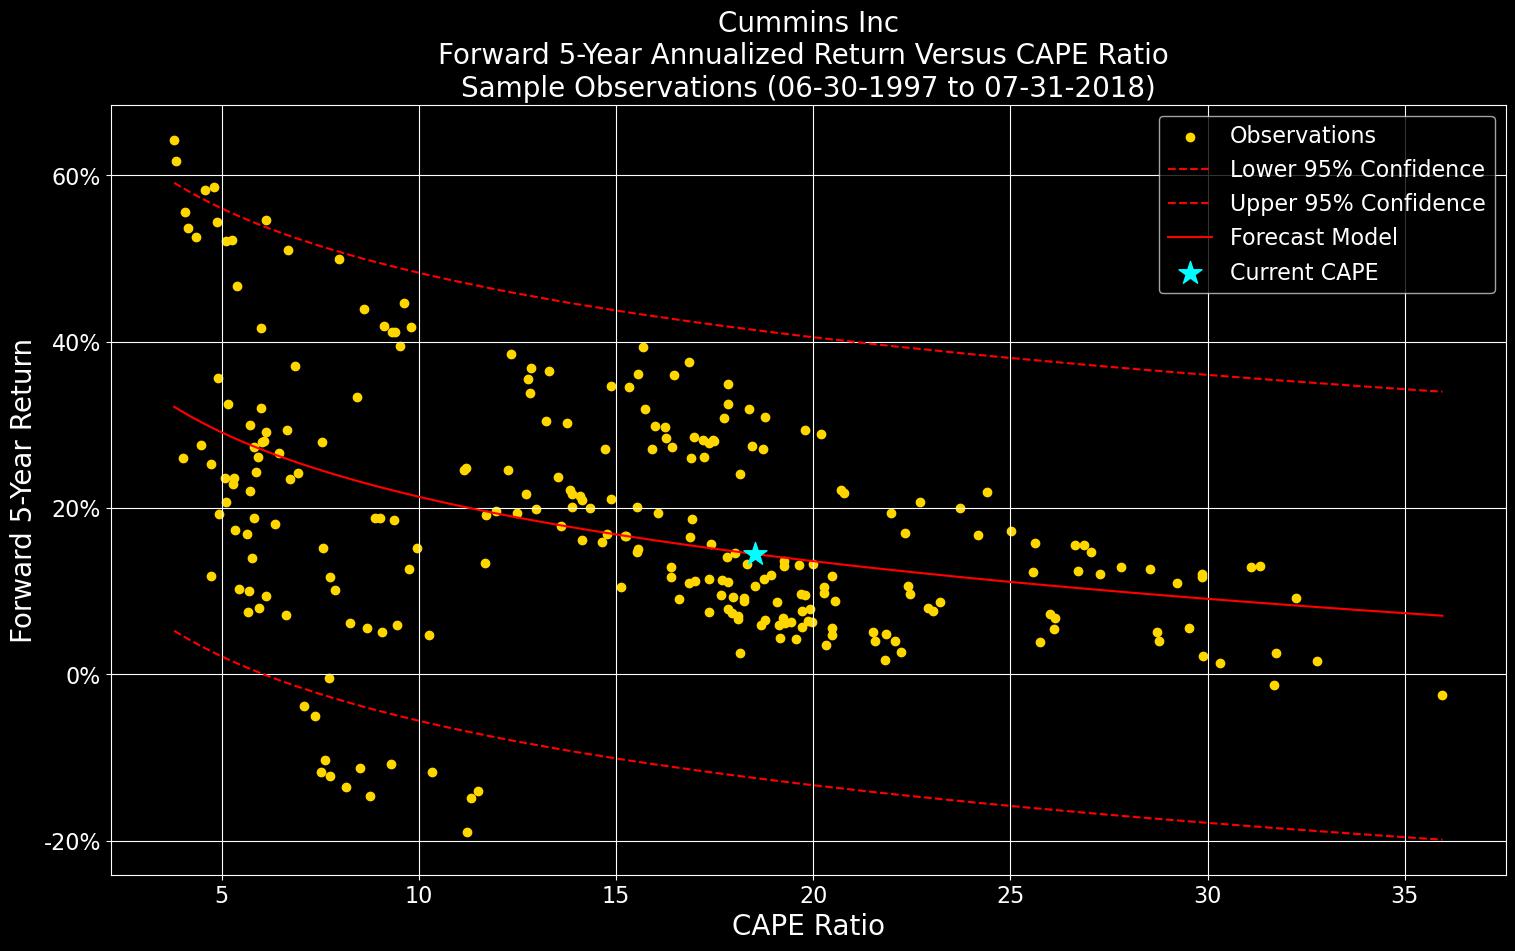 Cummins Inc
Forward 5-Year Annualized Return Versus CAPE Ratio
Sample Observations (06-30-1997 to 07-31-2018)
Observations
Lower 95% Confidence
Upper 95% Confidence
Forecast Model
Current CAPE
Forward 5-Year Return
60%
40%
20%
0%
-20%
5 10 15 20 25 30 35
CAPE Ratio